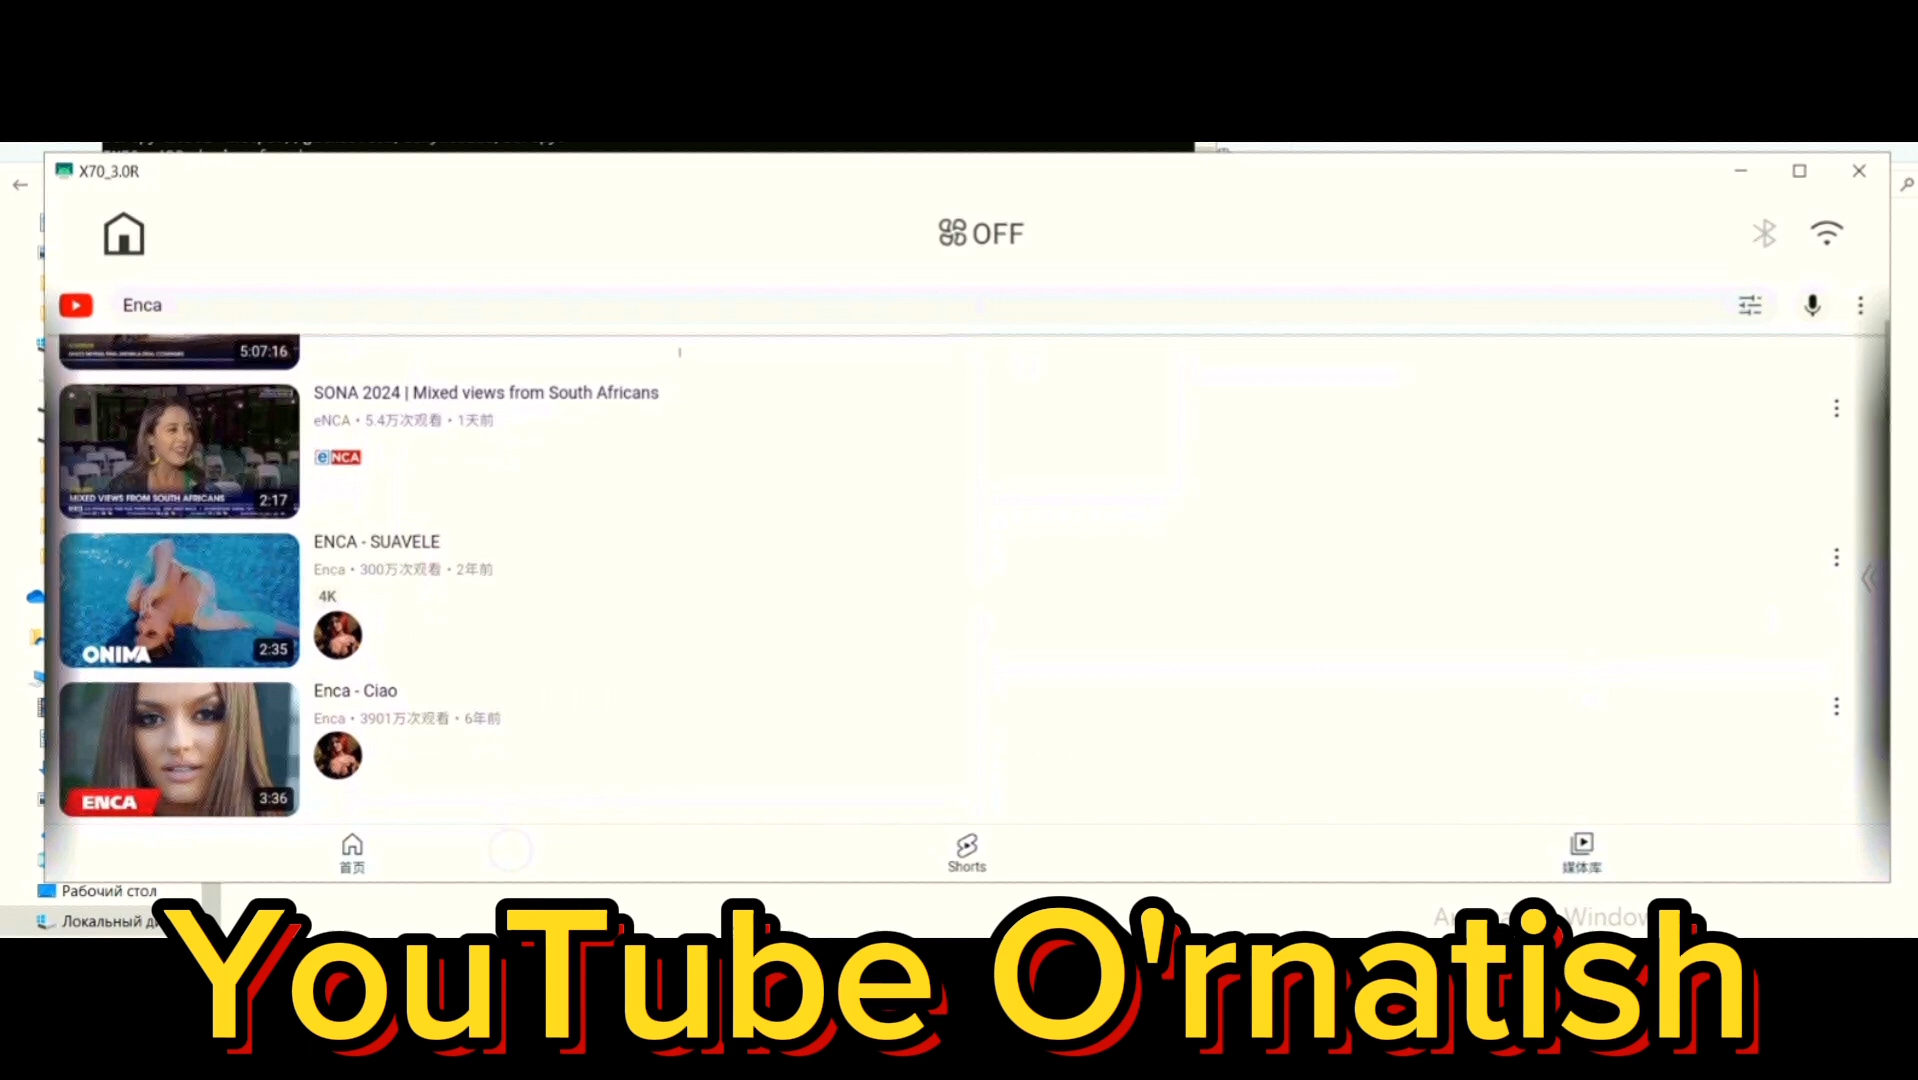 X70_3.0R
OFF
Enca
5:07:16
SONA 2024 | Mixed views from South Africans
eNCA • 5.4万次观看 • 1天前
eNCA
MIXED VIEWS FROM SOUTH AFRICANS
2:17
ENCA - SUAVELE
Enca • 300万次观看 • 2年前
4K
ONIMA
2:35
Enca - Ciao
Enca • 3901万次观看 • 6年前
ENCA
3:36
首页
Shorts
媒体库
Рабочий стол
Локальный ди
Window
YouTube O'rnatish